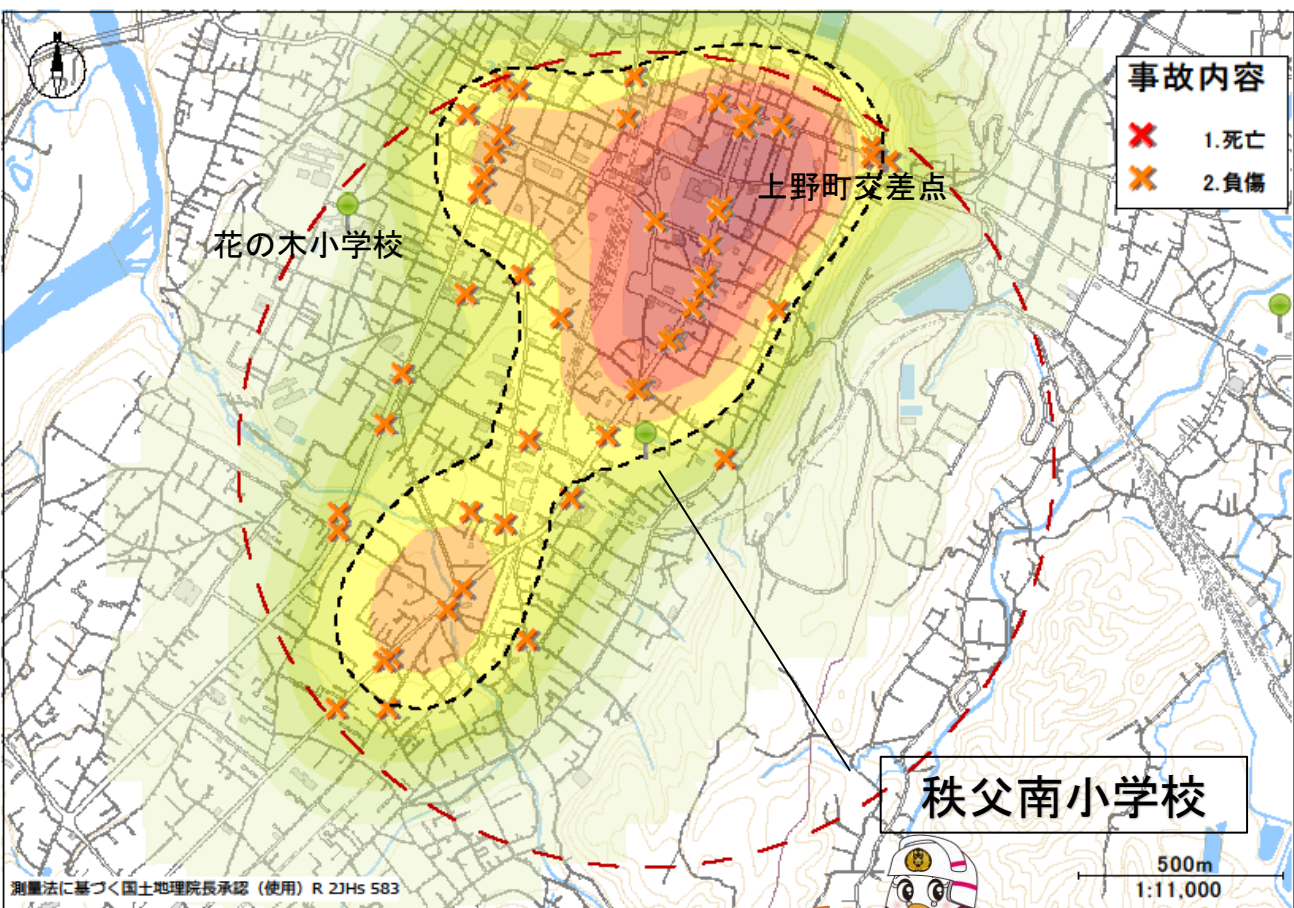 N
事故内容
1.死亡
2.負傷
上野町交差点
花の木小学校
秩父南小学校
500m
1:11,000
測量法に基づく国土地理院長承認（使用）R 2JHs 583